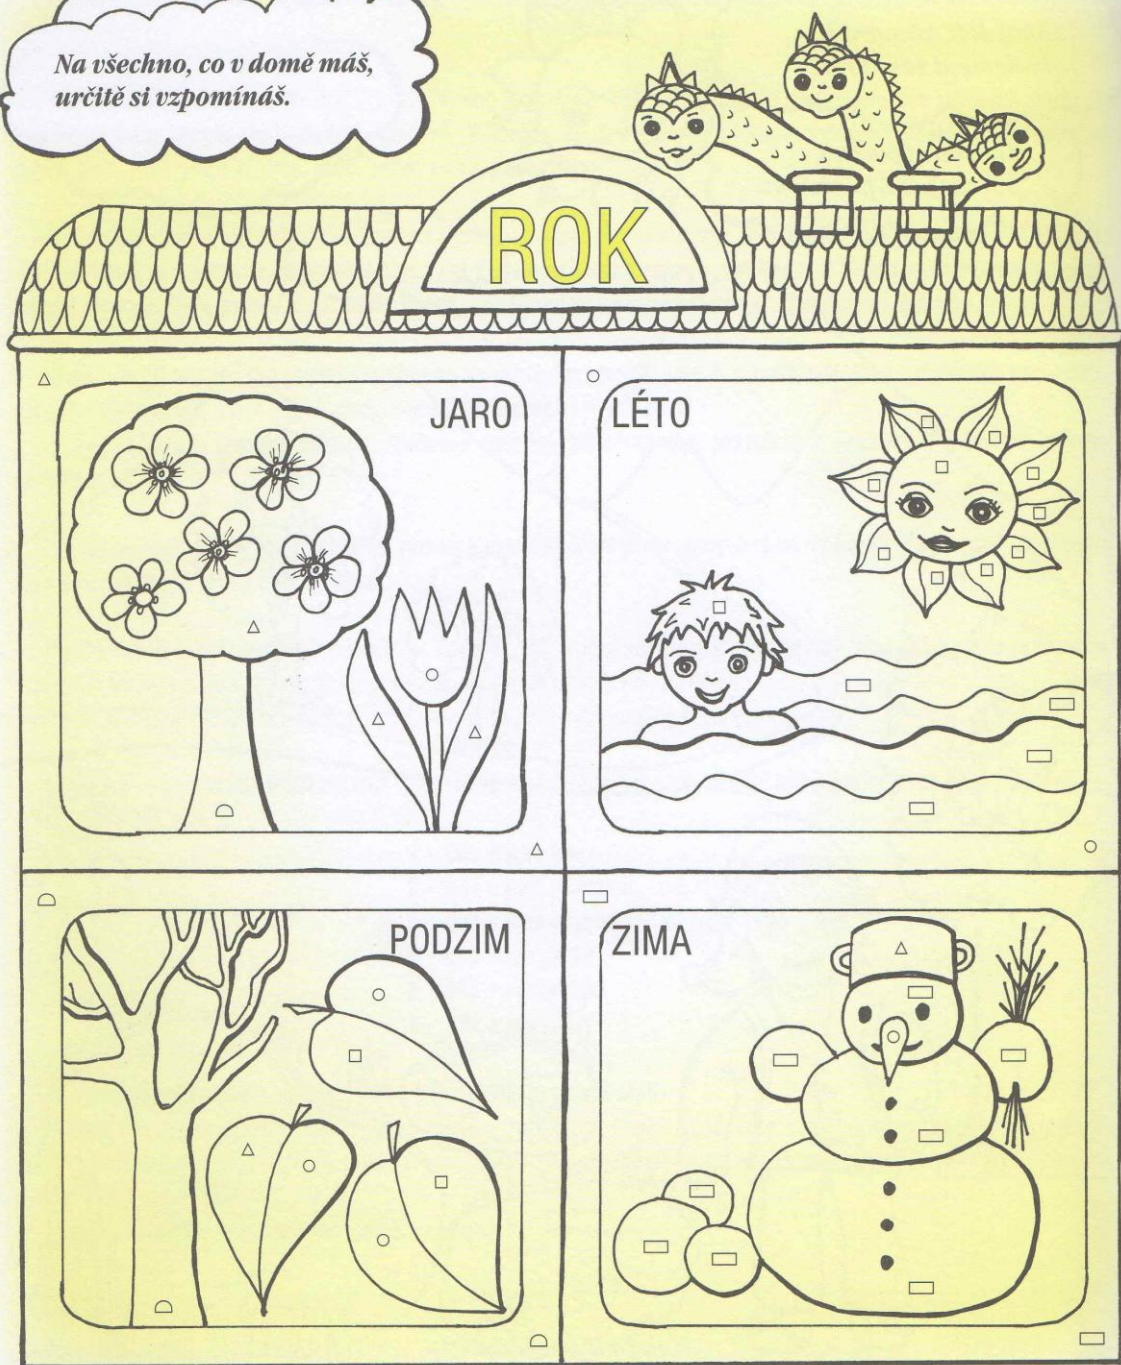 Na všechno, co v domě máš,
určitě si vzpomínáš.
ROK
JARO
LÉTO
PODZIM
ZIMA